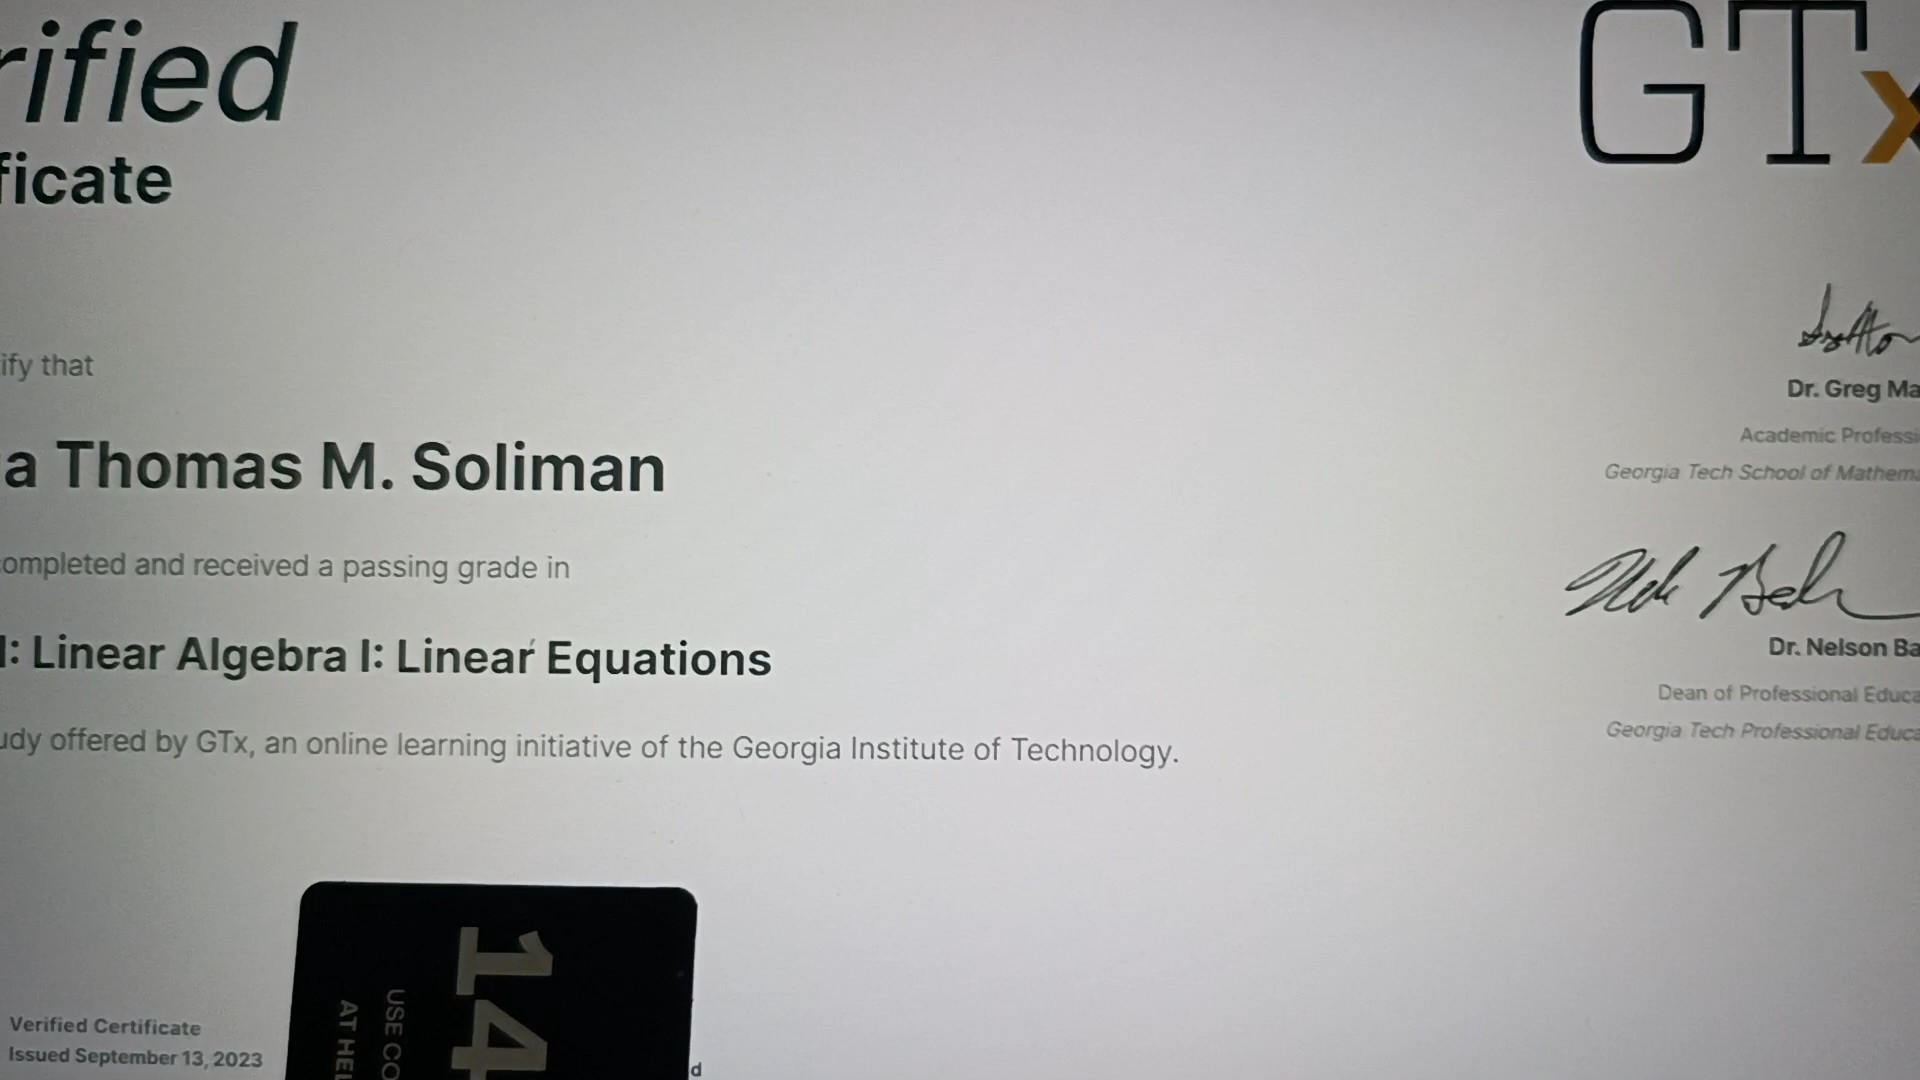 rified
ficate
GTx
ify that
a Thomas M. Soliman
ompleted and received a passing grade in
I: Linear Algebra I: Linear Equations
udy offered by GTx, an online learning initiative of the Georgia Institute of Technology.
Dr. Greg Ma
Academic Professi
Georgia Tech School of Mathema
Dr. Nelson Ba
Dean of Professional Educa
Georgia Tech Professional Educa
Verified Certificate
Issued September 13, 2023
14
USE CO
AT HEL
d